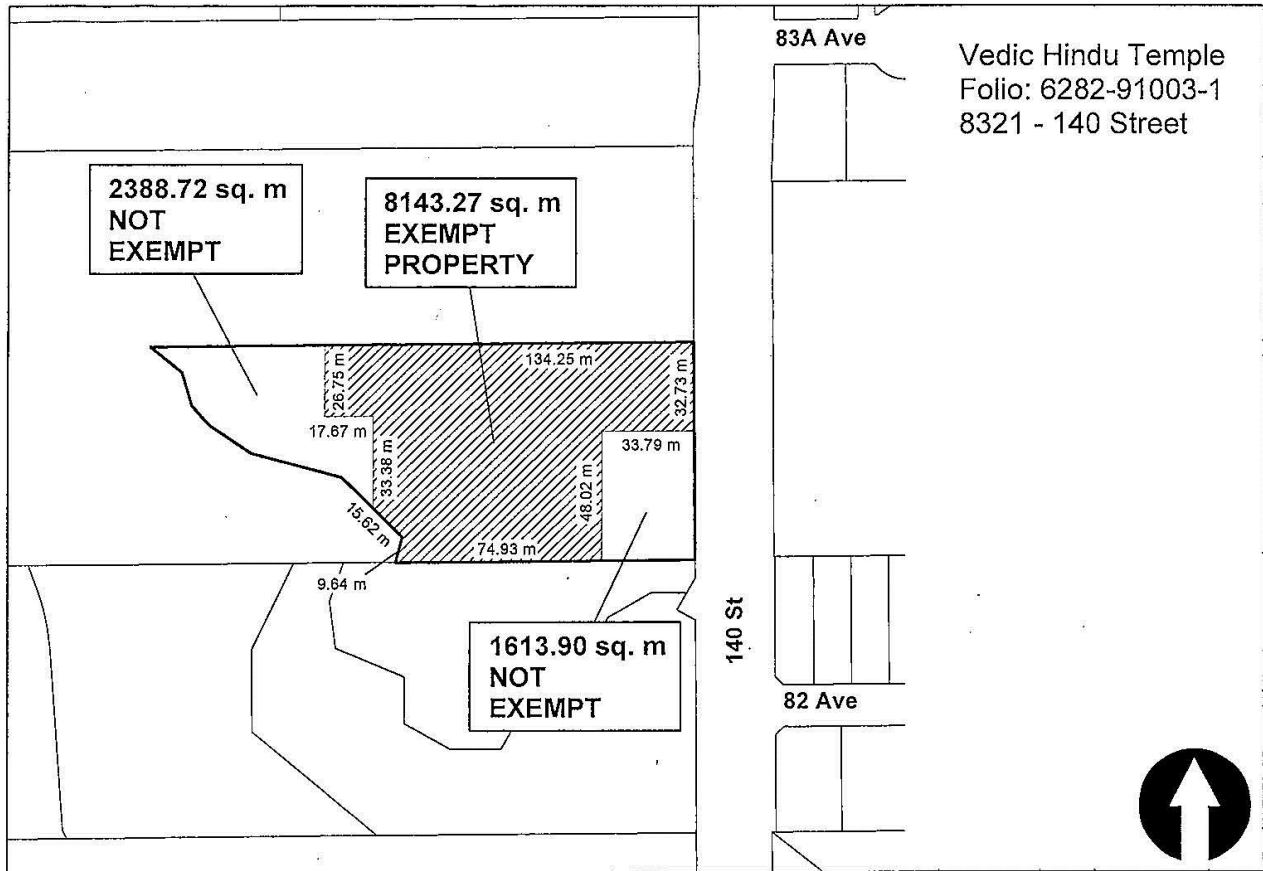 83A Ave
Vedic Hindu Temple
Folio: 6282-91003-1
8321 - 140 Street
2388.72 sq. m
NOT
EXEMPT
8143.27 sq. m
EXEMPT
PROPERTY
134.25 m
26.75 m
32.73 m
17.67 m
33.79 m
33.38 m
48.02 m
15.62 m
74.93 m
9.64 m
140 St
1613.90 sq. m
NOT
EXEMPT
82 Ave